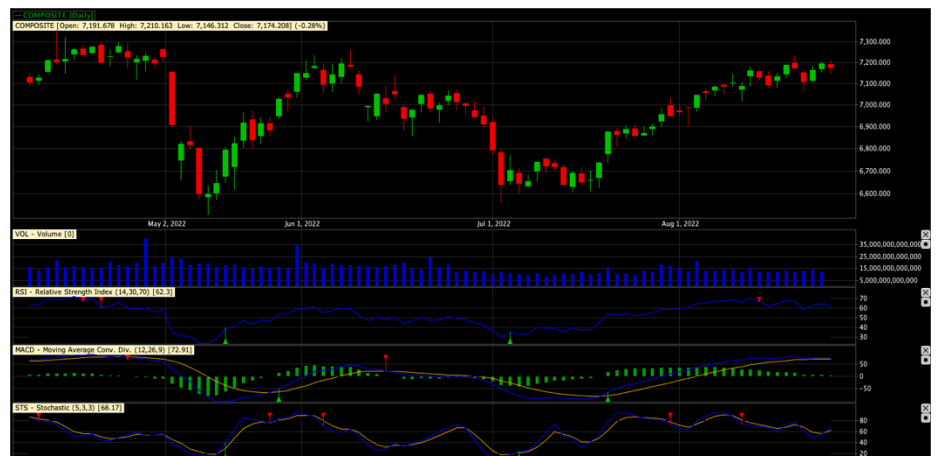 COMPOSITE [Daily]
COMPOSITE [Open: 7,191.678 High: 7,210.163 Low: 7,146.312 Close: 7,174.208] (-0.28%)
7,300.000
7,200.000
7,100.000
7,000.000
6,900.000
6,800.000
6,700.000
6,600.000
May 2, 2022
Jun 1, 2022
Jul 1, 2022
Aug 1, 2022
VOL - Volume [0]
35,000,000,000,000
25,000,000,000,000
15,000,000,000,000
5,000,000,000,000
RSI - Relative Strength Index (14,30,70) [62.3]
70
60
50
40
30
MACD - Moving Average Conv. Div. (12,26,9) [72.91]
50
0
-50
STS - Stochastic (5,3,3) [68.17]
80
60
40
20